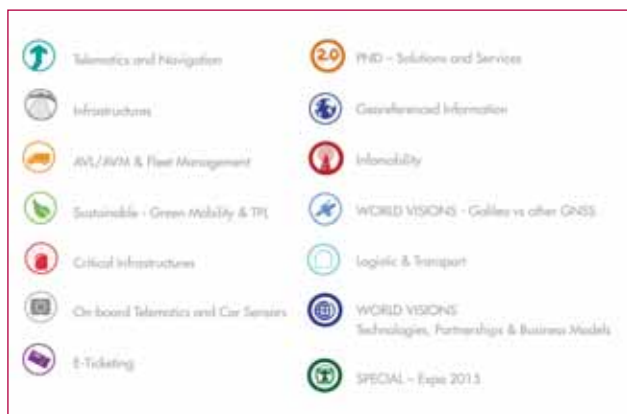 Telematics and Navigation
Infrastructures
AVL/AVM & Fleet Management
Sustainable - Green Mobility & TPL
Critical Infrastructures
On-board Telematics and Car Sensors
E-Ticketing
2.0
PND – Solutions and Services
Georeferenced Information
Infomobility
WORLD VISIONS - Galileo vs other GNSS
Logistic & Transport
WORLD VISIONS
Technologies, Partnerships & Business Models
SPECIAL – Expo 2015